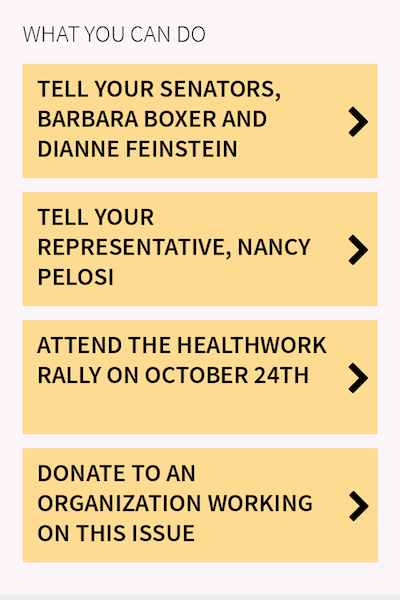 WHAT YOU CAN DO
TELL YOUR SENATORS,
BARBARA BOXER AND
DIANNE FEINSTEIN
TELL YOUR
REPRESENTATIVE, NANCY
PELOSI
ATTEND THE HEALTHWORK
RALLY ON OCTOBER 24TH
DONATE TO AN
ORGANIZATION WORKING
ON THIS ISSUE